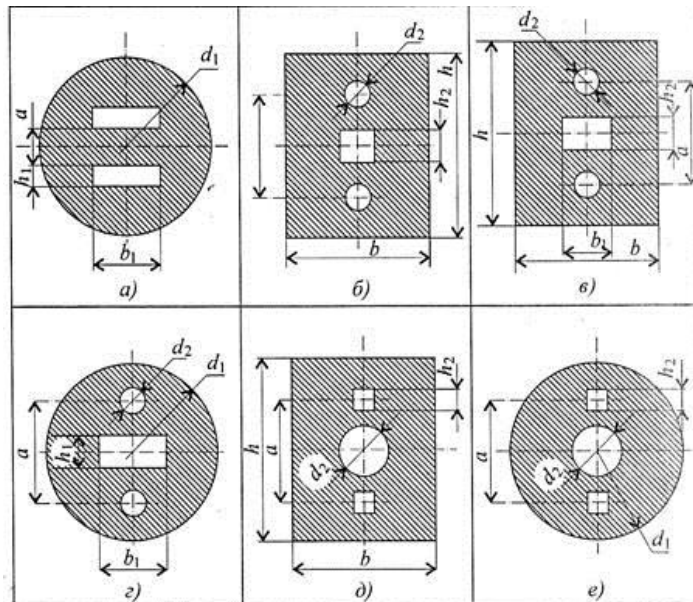 d₁
a
h₁
b₁
а)
d₂
h
h₂
b
б)
d₂
h
h₂
a
b₁
b
в)
d₂
d₁
a
h₁
b₁
г)
h₂
h
a
d₂
b
д)
h₂
a
d₂
d₁
е)